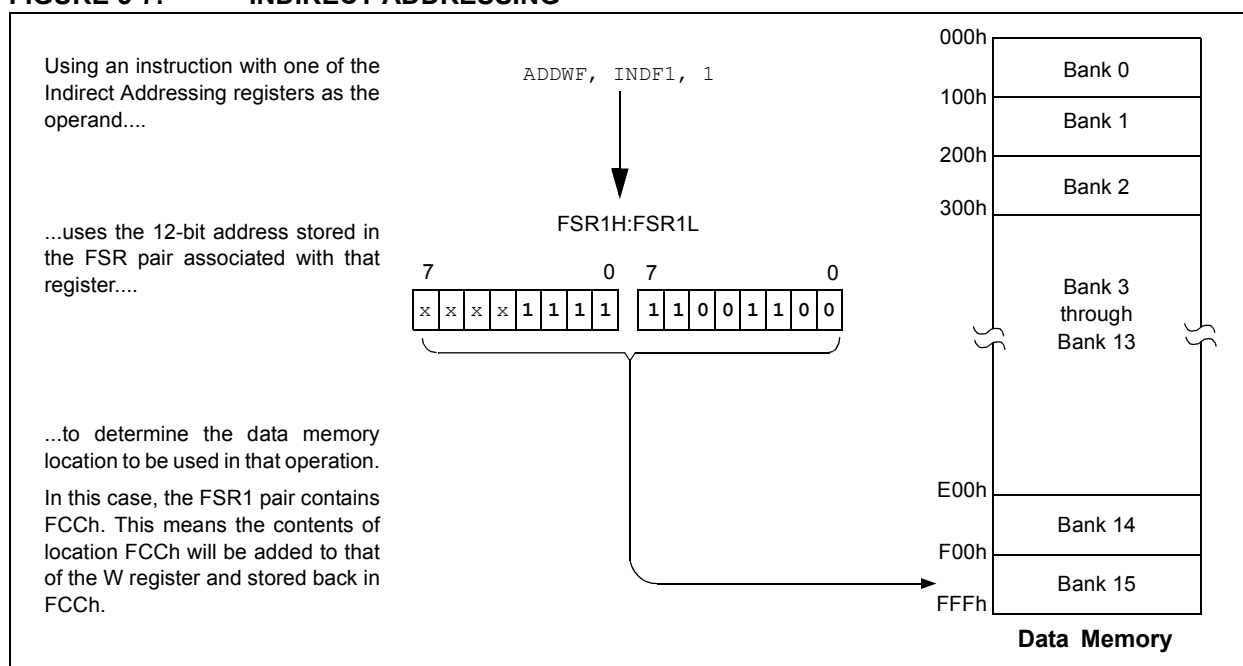 FIGURE 5-7: INDIRECT ADDRESSING
Using an instruction with one of the
Indirect Addressing registers as the
operand....
ADDWF, INDF1, 1
...uses the 12-bit address stored in
the FSR pair associated with that
register....
FSR1H:FSR1L
7 0 7 0
x x x x 1 1 1 1 1 1 0 0 1 1 0 0
...to determine the data memory
location to be used in that operation.
In this case, the FSR1 pair contains
FCCh. This means the contents of
location FCCh will be added to that
of the W register and stored back in
FCCh.
000h
Bank 0
100h
Bank 1
200h
Bank 2
300h
Bank 3
through
Bank 13
E00h
Bank 14
F00h
Bank 15
FFFh
Data Memory